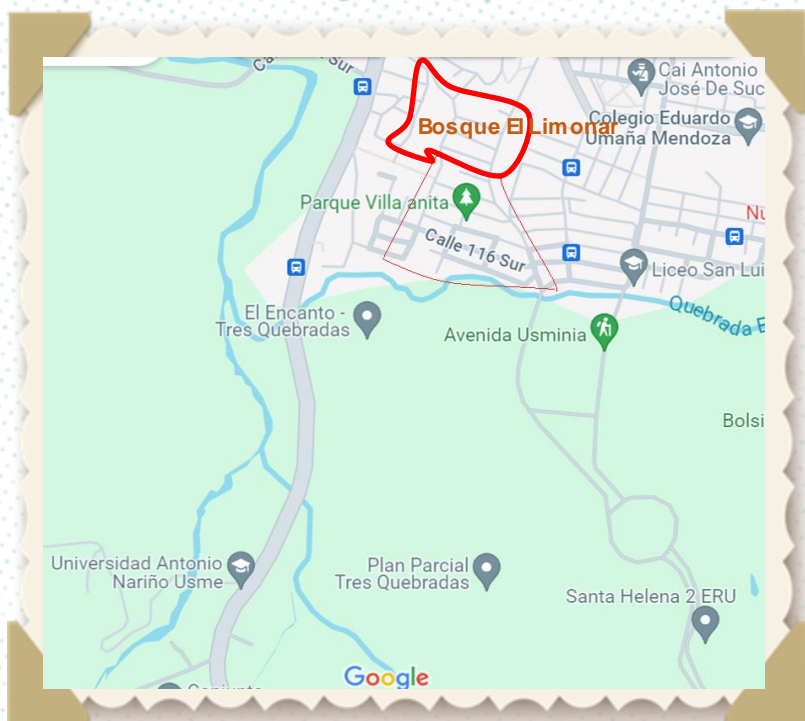 Ca
Sur
Cai Antonio
José De Suc
Bosque El Limonar
Colegio Eduardo
Umaña Mendoza
Parque Villa anita
Nu
Calle 116 Sur
Liceo San Lui
Quebrada E
El Encanto -
Tres Quebradas
Avenida Usminia
Bolsi
Universidad Antonio
Nariño Usme
Plan Parcial
Tres Quebradas
Santa Helena 2 ERU
Google